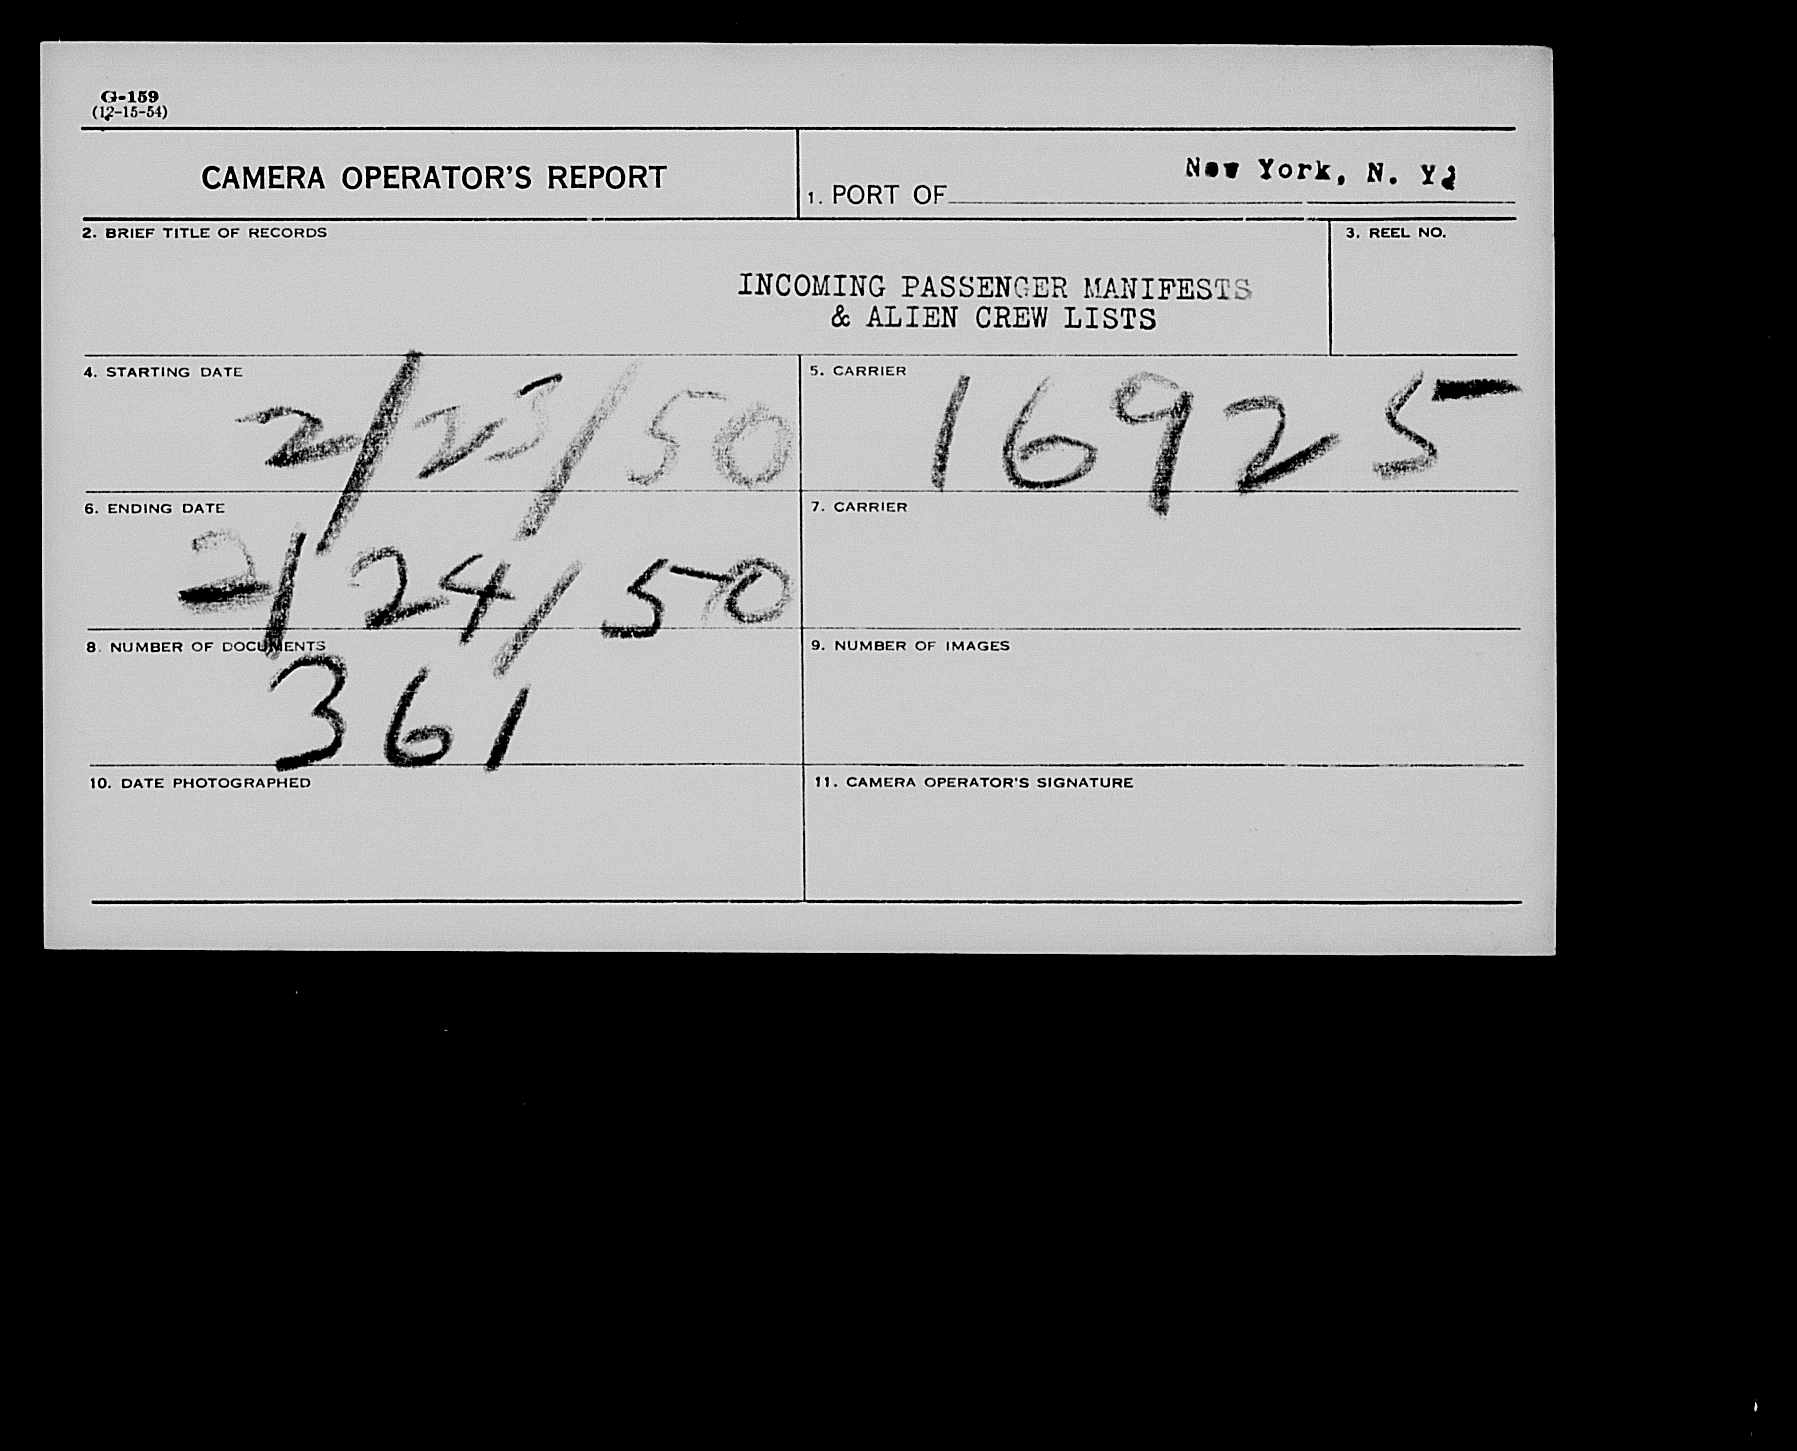 G-159
(12-15-54)
CAMERA OPERATOR'S REPORT
1. PORT OF New York, N. Y.
2. BRIEF TITLE OF RECORDS
INCOMING PASSENGER MANIFESTS
& ALIEN CREW LISTS
3. REEL NO.
4. STARTING DATE
2/23/50
5. CARRIER
16925
6. ENDING DATE
2/24/50
7. CARRIER
8. NUMBER OF DOCUMENTS
361
9. NUMBER OF IMAGES
10. DATE PHOTOGRAPHED
11. CAMERA OPERATOR'S SIGNATURE